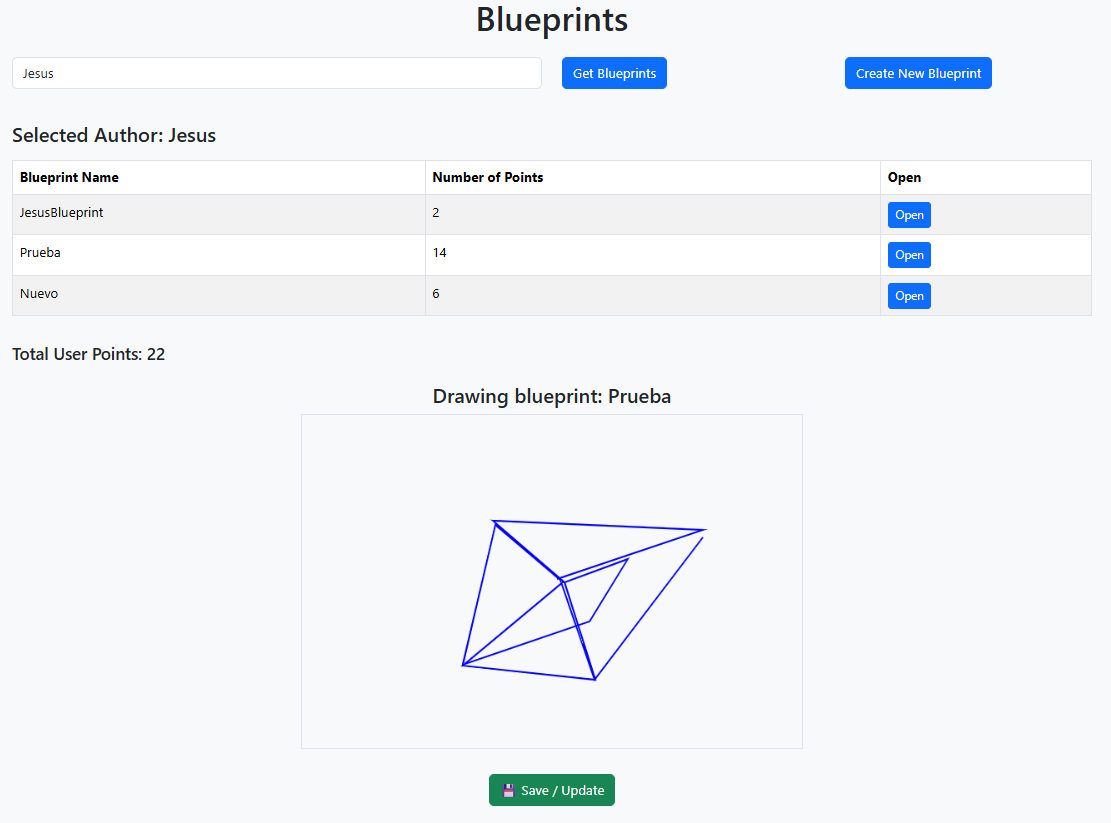 Blueprints
Jesus Get Blueprints Create New Blueprint
Selected Author: Jesus
Blueprint Name Number of Points Open
JesusBlueprint 2 Open
Prueba 14 Open
Nuevo 6 Open
Total User Points: 22
Drawing blueprint: Prueba
💾 Save / Update